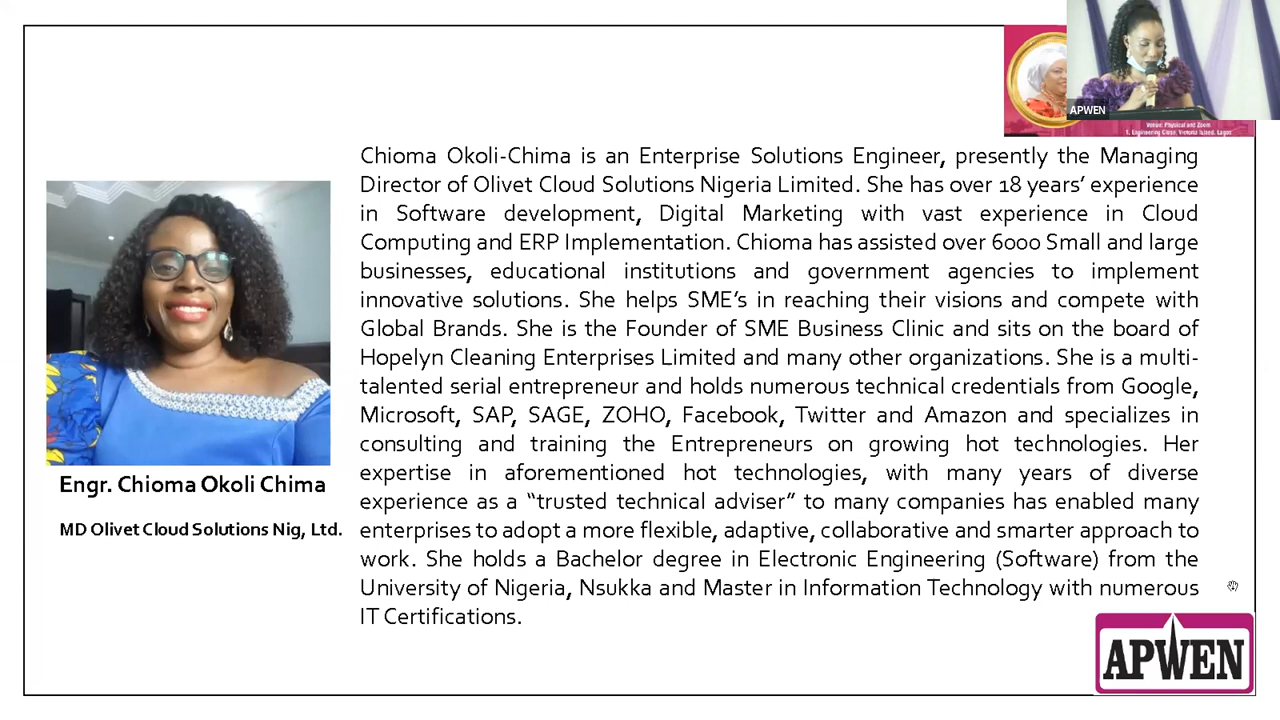 APWEN
Venue: Physical and Zoom
1, Engineering Close, Victoria Island, Lagos
Chioma Okoli-Chima is an Enterprise Solutions Engineer, presently the Managing
Director of Olivet Cloud Solutions Nigeria Limited. She has over 18 years’ experience
in Software development, Digital Marketing with vast experience in Cloud
Computing and ERP Implementation. Chioma has assisted over 6000 Small and large
businesses, educational institutions and government agencies to implement
innovative solutions. She helps SME’s in reaching their visions and compete with
Global Brands. She is the Founder of SME Business Clinic and sits on the board of
Hopelyn Cleaning Enterprises Limited and many other organizations. She is a multi-
talented serial entrepreneur and holds numerous technical credentials from Google,
Microsoft, SAP, SAGE, ZOHO, Facebook, Twitter and Amazon and specializes in
consulting and training the Entrepreneurs on growing hot technologies. Her
expertise in aforementioned hot technologies, with many years of diverse
experience as a “trusted technical adviser” to many companies has enabled many
enterprises to adopt a more flexible, adaptive, collaborative and smarter approach to
work. She holds a Bachelor degree in Electronic Engineering (Software) from the
University of Nigeria, Nsukka and Master in Information Technology with numerous
IT Certifications.
Engr. Chioma Okoli Chima
MD Olivet Cloud Solutions Nig, Ltd.
APWEN